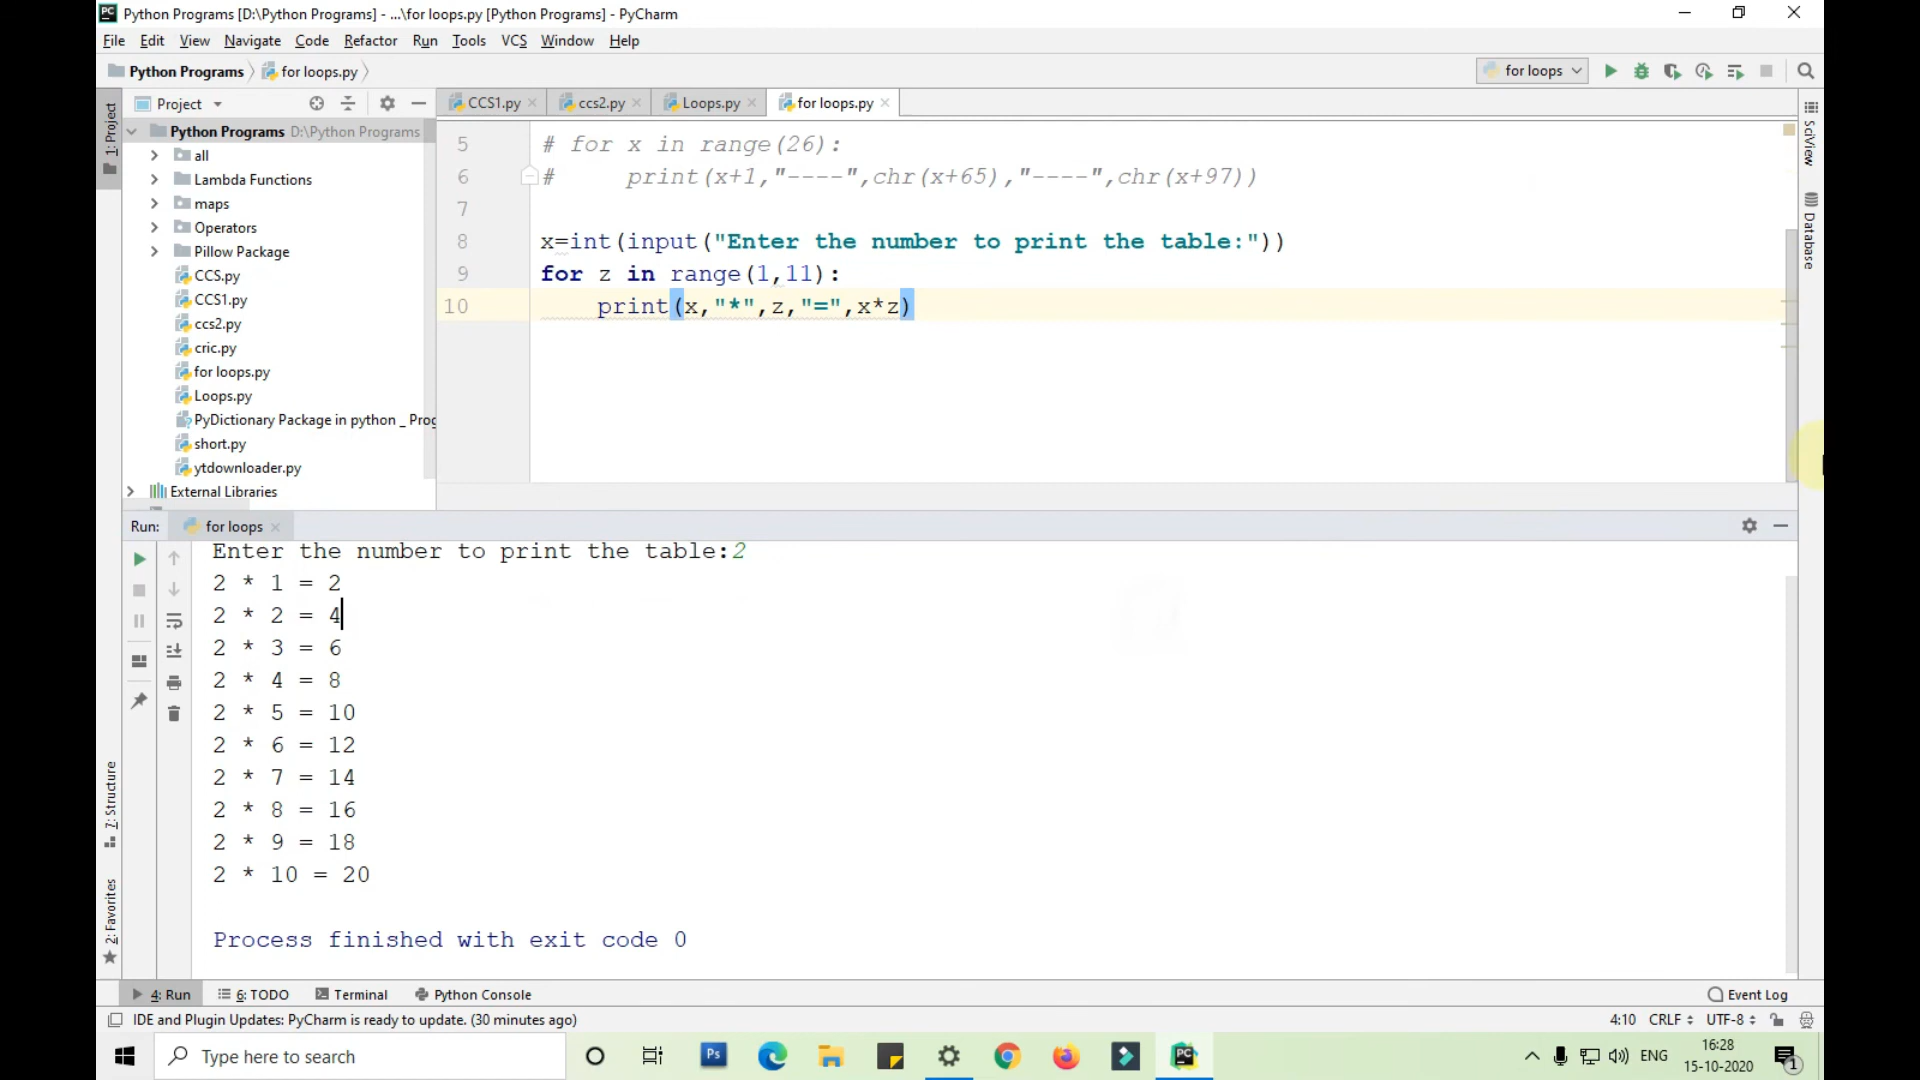 Python Programs [D:\Python Programs] - ...\for loops.py [Python Programs] - PyCharm
File Edit View Navigate Code Refactor Run Tools VCS Window Help
Python Programs for loops.py for loops
1: Project
Project
CCS1.py ccs2.py Loops.py for loops.py
Python Programs D:\Python Programs
all
Lambda Functions
maps
Operators
Pillow Package
CCS.py
CCS1.py
ccs2.py
cric.py
for loops.py
Loops.py
PyDictionary Package in python _ Prog
short.py
ytdownloader.py
External Libraries
5 # for x in range(26):
6 #     print(x+1,"----",chr(x+65),"----",chr(x+97))
7
8 x=int(input("Enter the number to print the table:"))
9 for z in range(1,11):
10     print(x,"*",z,"=",x*z)
SciView
Database
Run: for loops
Enter the number to print the table:2
2 * 1 = 2
2 * 2 = 4
2 * 3 = 6
2 * 4 = 8
2 * 5 = 10
2 * 6 = 12
2 * 7 = 14
2 * 8 = 16
2 * 9 = 18
2 * 10 = 20
Process finished with exit code 0
7: Structure
2: Favorites
4: Run 6: TODO Terminal Python Console Event Log
IDE and Plugin Updates: PyCharm is ready to update. (30 minutes ago) 4:10 CRLF UTF-8
Type here to search
Ps
PC
ENG
16:28
15-10-2020
1